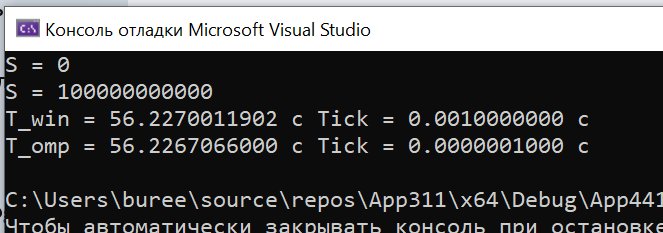 Консоль отладки Microsoft Visual Studio
S = 0
S = 100000000000
T_win = 56.2270011902 c Tick = 0.0010000000 c
T_omp = 56.2267066000 c Tick = 0.0000001000 c
C:\Users\buree\source\repos\App311\x64\Debug\App441
Чтобы автоматически закрывать консоль при остановке